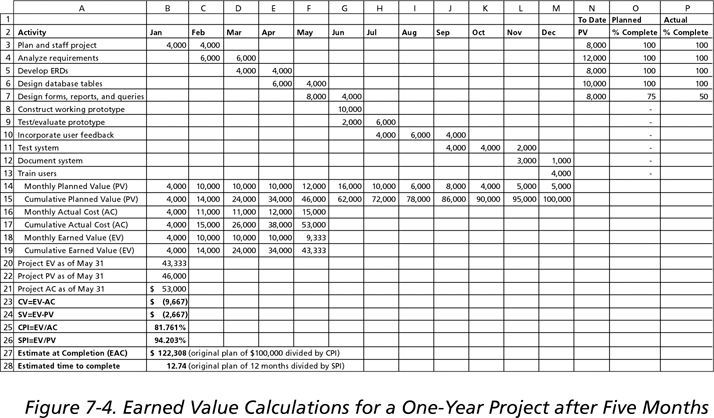 A B C D E F G H I J K L M N O P
1 To Date Planned Actual
2 Activity Jan Feb Mar Apr May Jun Jul Aug Sep Oct Nov Dec PV % Complete % Complete
3 Plan and staff project 4,000 4,000 8,000 100 100
4 Analyze requirements 6,000 6,000 12,000 100 100
5 Develop ERDs 4,000 4,000 8,000 100 100
6 Design database tables 6,000 4,000 10,000 100 100
7 Design forms, reports, and queries 8,000 4,000 8,000 75 50
8 Construct working prototype 10,000 -
9 Test/evaluate prototype 2,000 6,000 -
10 Incorporate user feedback 4,000 6,000 4,000 -
11 Test system 4,000 4,000 2,000 -
12 Document system 3,000 1,000 -
13 Train users 4,000 -
14 Monthly Planned Value (PV) 4,000 10,000 10,000 10,000 12,000 16,000 10,000 6,000 8,000 4,000 5,000 5,000
15 Cumulative Planned Value (PV) 4,000 14,000 24,000 34,000 46,000 62,000 72,000 78,000 86,000 90,000 95,000 100,000
16 Monthly Actual Cost (AC) 4,000 11,000 11,000 12,000 15,000
17 Cumulative Actual Cost (AC) 4,000 15,000 26,000 38,000 53,000
18 Monthly Earned Value (EV) 4,000 10,000 10,000 10,000 9,333
19 Cumulative Earned Value (EV) 4,000 14,000 24,000 34,000 43,333
20 Project EV as of May 31 43,333
22 Project PV as of May 31 46,000
21 Project AC as of May 31 $ 53,000
23 CV=EV-AC $ (9,667)
24 SV=EV-PV $ (2,667)
25 CPI=EV/AC 81.761%
26 SPI=EV/PV 94.203%
27 Estimate at Completion (EAC) $ 122,308 (original plan of $100,000 divided by CPI)
28 Estimated time to complete 12.74 (original plan of 12 months divided by SPI)
Figure 7-4. Earned Value Calculations for a One-Year Project after Five Months